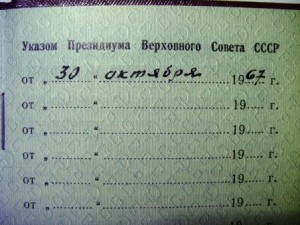 Указом Президиума Верховного Совета СССР
от „ 30 “ октября 1967 г.
от „ “ 19 г.
от „ “ 19 г.
от „ “ 19 г.
от „ “ 19 г.
от „ “ 19 г.
“ 19 г.